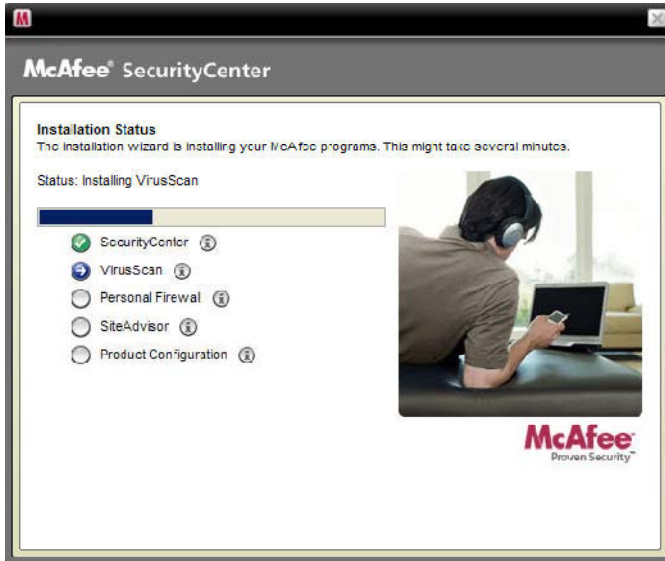 McAfee® SecurityCenter
Installation Status
The installation wizard is installing your McAfee programs. This might take several minutes.
Status: Installing VirusScan
SecurityCenter
VirusScan
Personal Firewall
SiteAdvisor
Product Configuration
McAfee®
Proven Security™